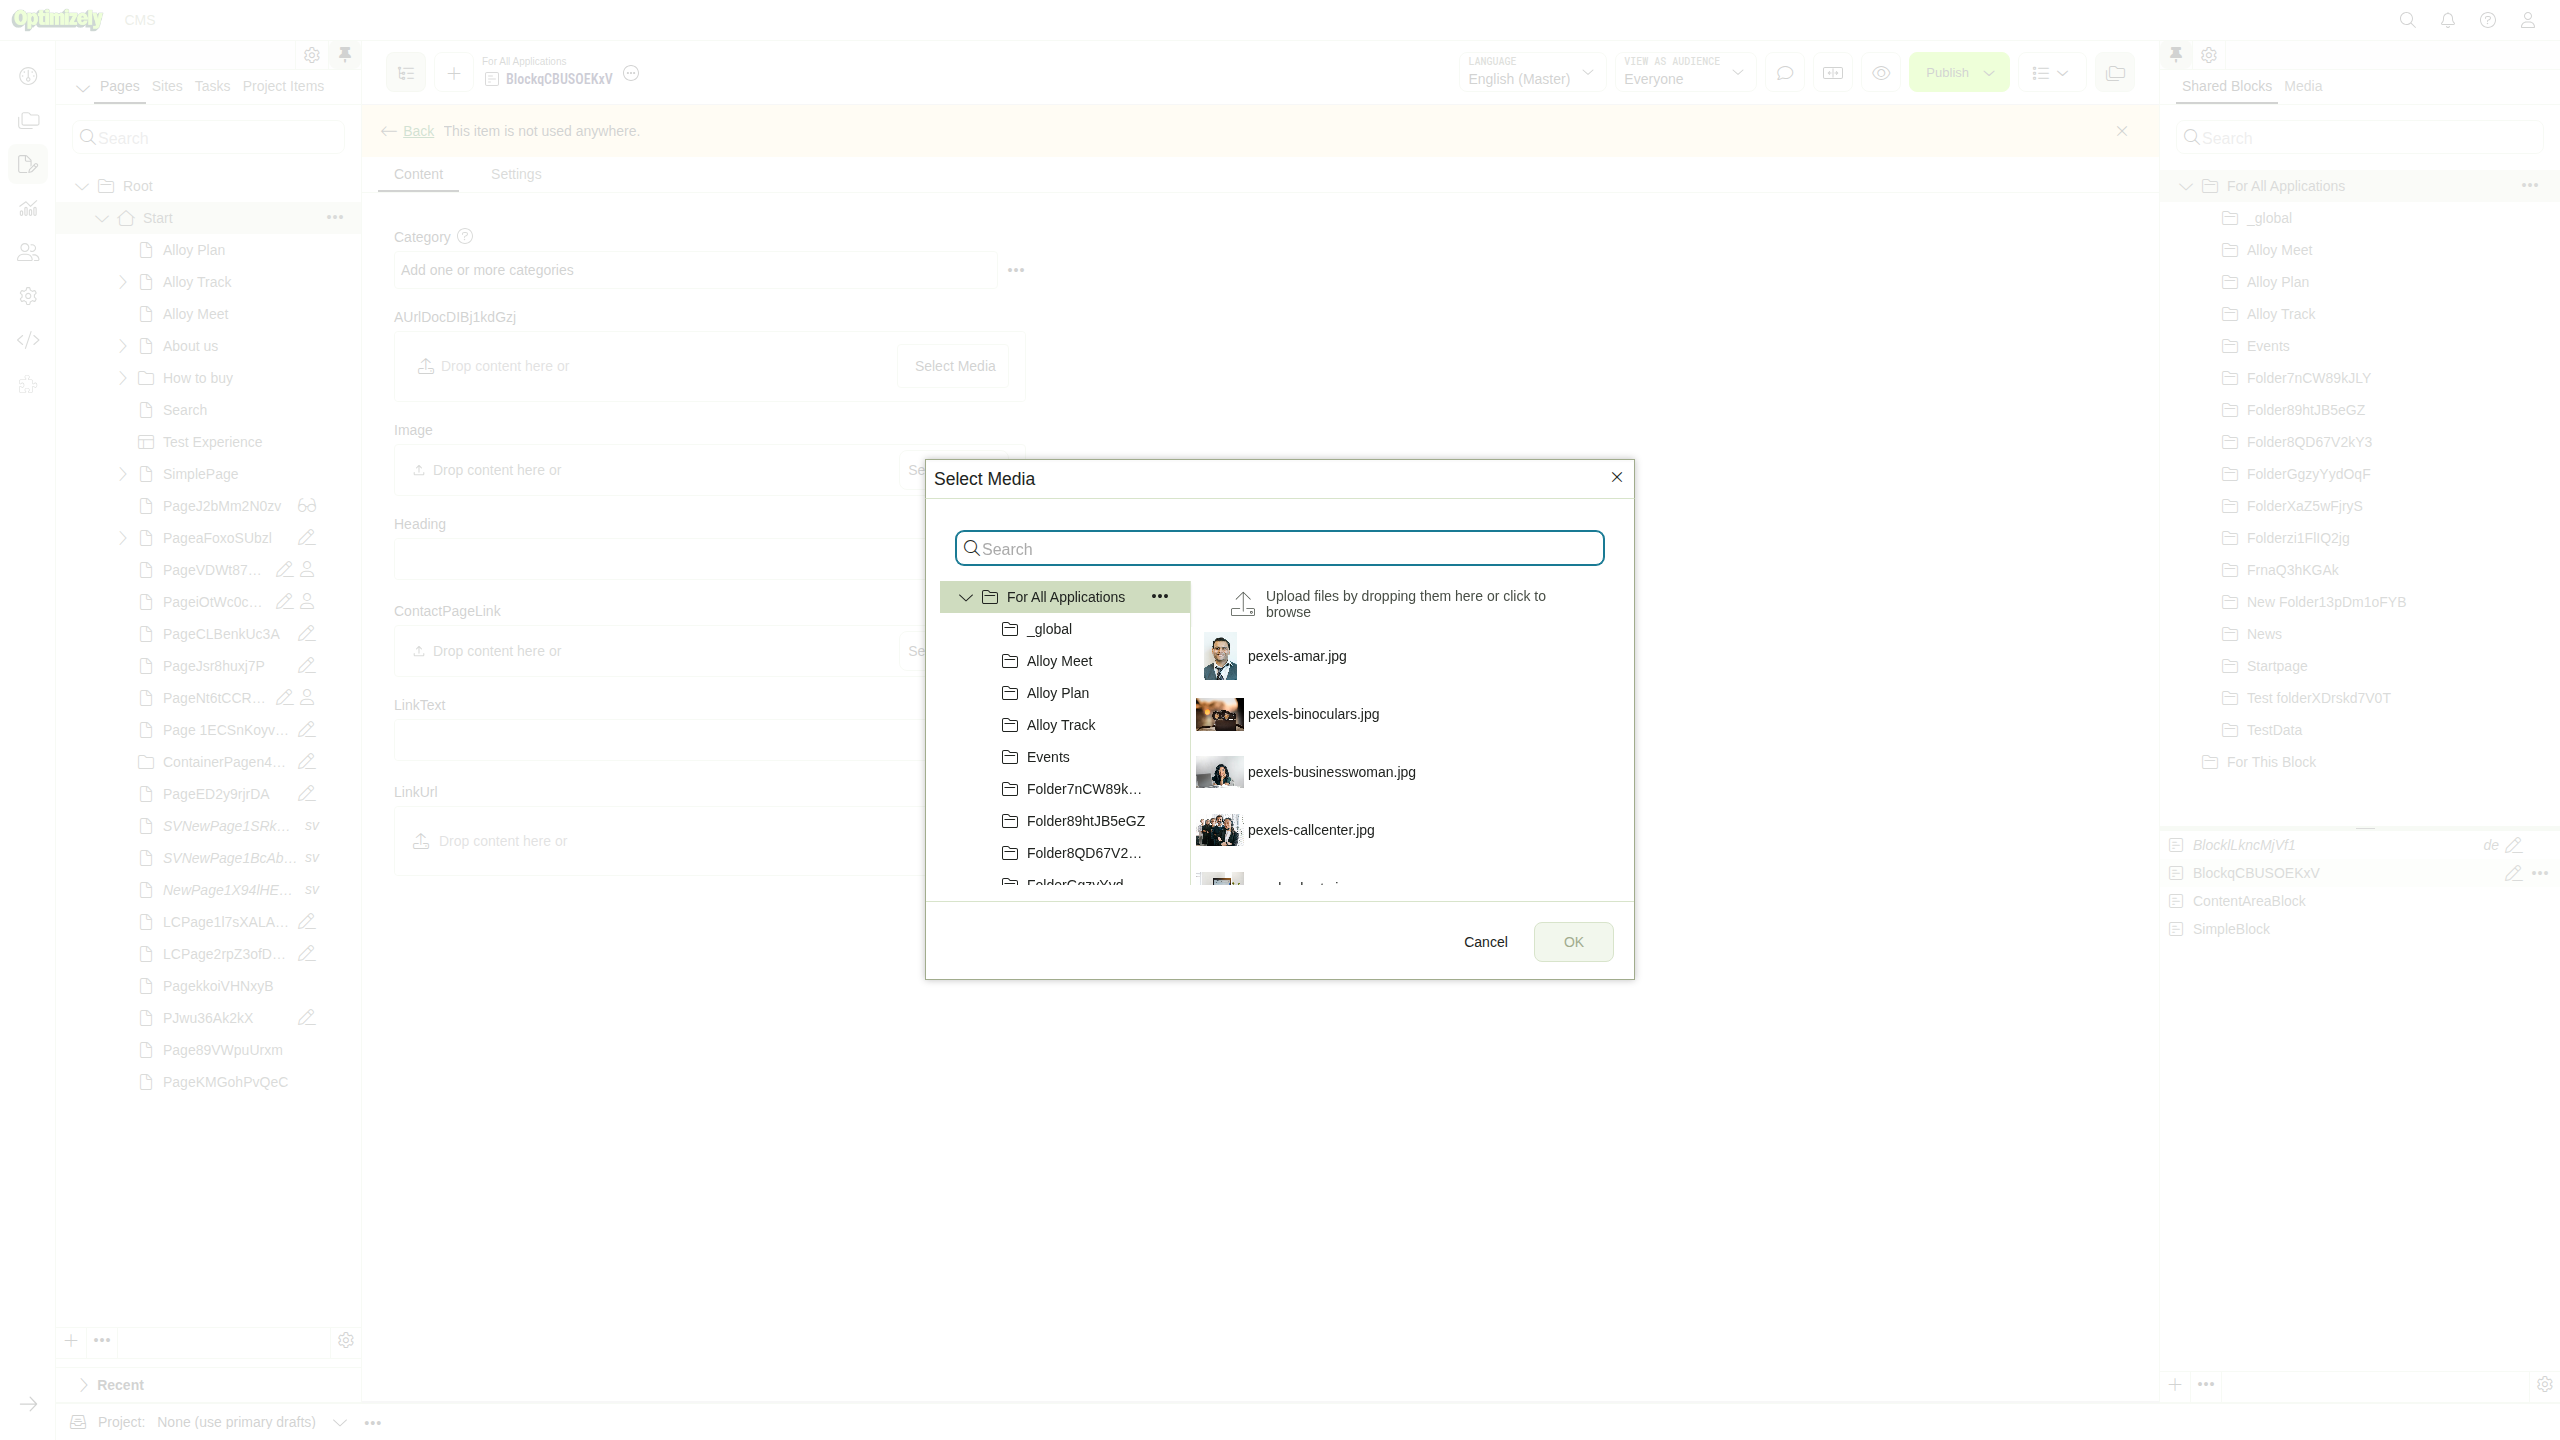 Optimizely
CMS
Pages
Sites
Tasks
Project Items
Search
Root
Start
Alloy Plan
Alloy Track
Alloy Meet
About us
How to buy
Search
Test Experience
SimplePage
PageJ2bMm2N0zv
PageaFoxoSUbzl
PageVDWt87...
PageiOtWc0c...
PageCLBenkUc3A
PageJsr8huxj7P
PageNt6tCCR...
Page 1ECSnKoyv...
ContainerPagen4...
PageED2y9rjrDA
SVNewPage1SRk... sv
SVNewPage1BcAb... sv
NewPage1X94lHE... sv
LCPage1l7sXALA...
LCPage2rpZ3ofD...
PagekkoiVHNxyB
PJwu36Ak2kX
Page89VWpuUrxm
PageKMGohPvQeC
Recent
Project: None (use primary drafts)
For All Applications
BlockqCBUSOEKxV
LANGUAGE
English (Master)
VIEW AS AUDIENCE
Everyone
Publish
Back This item is not used anywhere.
Content
Settings
Category
Add one or more categories
AUrlDocDIBj1kdGzj
Drop content here or
Select Media
Image
Drop content here or
Se
Heading
ContactPageLink
Drop content here or
Se
LinkText
LinkUrl
Drop content here or
Select Media
Search
For All Applications
_global
Alloy Meet
Alloy Plan
Alloy Track
Events
Folder7nCW89k...
Folder89htJB5eGZ
Folder8QD67V2...
Upload files by dropping them here or click to
browse
pexels-amar.jpg
pexels-binoculars.jpg
pexels-businesswoman.jpg
pexels-callcenter.jpg
Cancel
OK
Shared Blocks
Media
Search
For All Applications
_global
Alloy Meet
Alloy Plan
Alloy Track
Events
Folder7nCW89kJLY
Folder89htJB5eGZ
Folder8QD67V2kY3
FolderGgzyYydOqF
FolderXaZ5wFjryS
Folderzi1FlIQ2jg
FrnaQ3hKGAk
New Folder13pDm1oFYB
News
Startpage
Test folderXDrskd7V0T
TestData
For This Block
BlocklLkncMjVf1 de
BlockqCBUSOEKxV
ContentAreaBlock
SimpleBlock